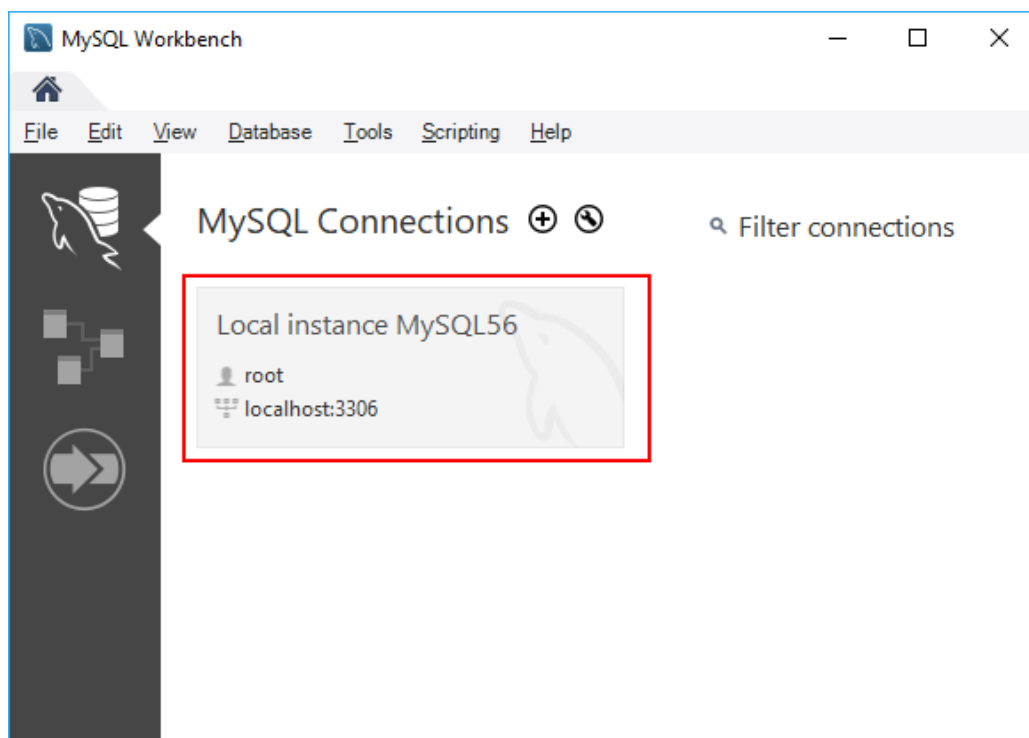 MySQL Workbench
File Edit View Database Tools Scripting Help
MySQL Connections
Filter connections
Local instance MySQL56
root
localhost:3306